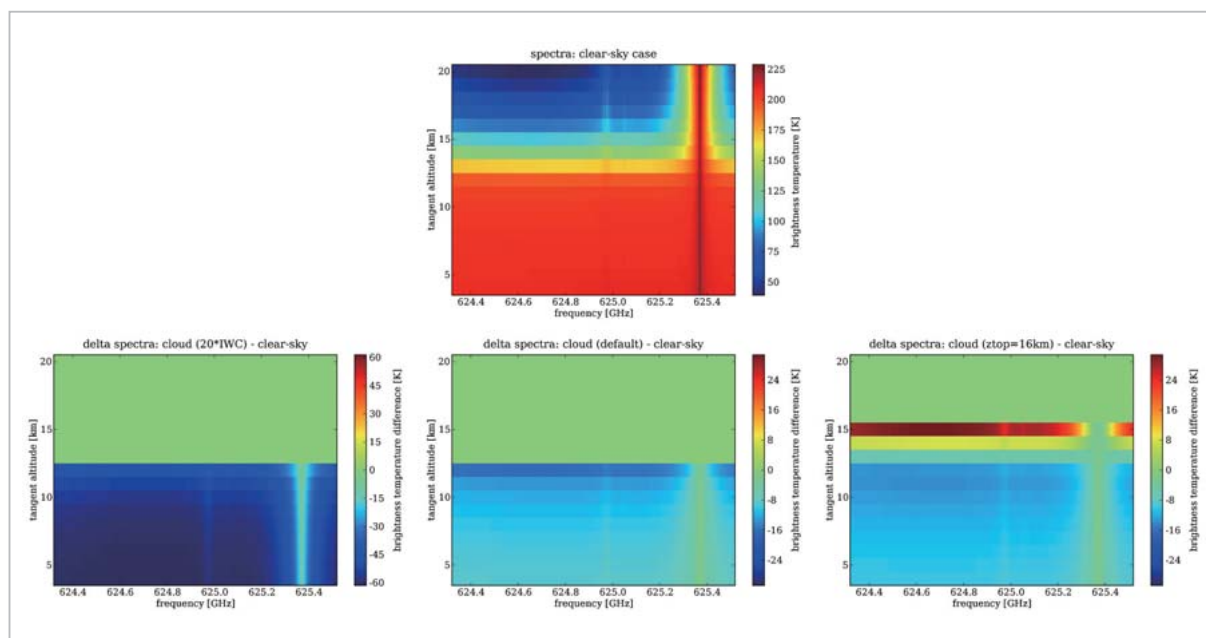 spectra: clear-sky case
20
15
10
5
tangent altitude [km]
624.4 624.6 624.8 625.0 625.2 625.4
frequency [GHz]
225
200
175
150
125
100
75
50
brightness temperature [K]
delta spectra: cloud (20*IWC) - clear-sky
20
15
10
5
tangent altitude [km]
624.4 624.6 624.8 625.0 625.2 625.4
frequency [GHz]
60
45
30
15
0
-15
-30
-45
-60
brightness temperature difference [K]
delta spectra: cloud (default) - clear-sky
20
15
10
5
tangent altitude [km]
624.4 624.6 624.8 625.0 625.2 625.4
frequency [GHz]
24
16
8
0
-8
-16
-24
brightness temperature difference [K]
delta spectra: cloud (ztop=16km) - clear-sky
20
15
10
5
tangent altitude [km]
624.4 624.6 624.8 625.0 625.2 625.4
frequency [GHz]
24
16
8
0
-8
-16
-24
brightness temperature difference [K]